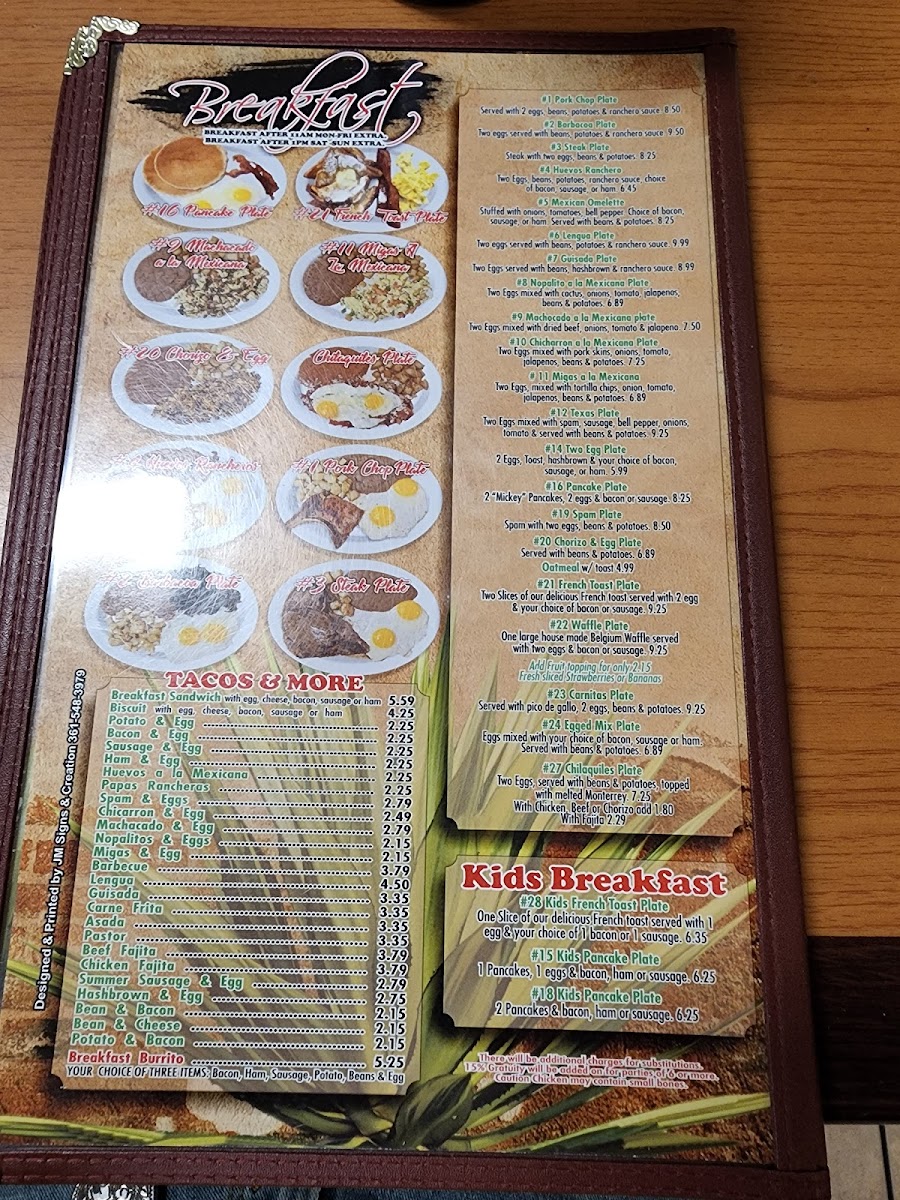 Breakfast
BREAKFAST AFTER 11AM MON-FRI EXTRA.
BREAKFAST AFTER 1PM SAT -SUN EXTRA.
#16 Pancake Plate
#21 French Toast Plate
#9 Machacado
a la Mexicana
#11 Migas A
La Mexicana
#20 Chorizo & Egg
Chilaquiles Plate
Huevos Rancheros
#1 Pork Chop Plate
#2 Barbacoa Plate
#3 Steak Plate
TACOS & MORE
Breakfast Sandwich with egg, cheese, bacon, sausage or ham 5.59
Biscuit with egg, cheese, bacon, sausage or ham 4.25
Potato & Egg 2.25
Bacon & Egg 2.25
Sausage & Egg 2.25
Ham & Egg 2.25
Huevos a la Mexicana 2.25
Papas Rancheras 2.25
Spam & Eggs 2.79
Chicarron & Egg 2.49
Machacado & Egg 2.79
Nopalitos & Eggs 2.15
Migas & Egg 2.15
Barbecue 3.79
Lengua 4.50
Guisada 3.35
Carne Frita 3.35
Asada 3.35
Pastor 3.35
Beef Fajita 3.79
Chicken Fajita 3.79
Summer Sausage & Egg 2.79
Hashbrown & Egg 2.75
Bean & Bacon 2.15
Bean & Cheese 2.15
Potato & Bacon 2.15
Breakfast Burrito 5.25
YOUR CHOICE OF THREE ITEMS: Bacon, Ham, Sausage, Potato, Beans & Egg
Designed & Printed by JM Signs & Creation 361-548-3979
#1 Pork Chop Plate
Served with 2 eggs, beans, potatoes & ranchero sauce 8.50
#2 Barbacoa Plate
Two eggs served with beans, potatoes & ranchero sauce. 9.50
#3 Steak Plate
Steak with two eggs, beans & potatoes. 8.25
#4 Huevos Ranchero
Two Eggs, beans, potatoes, ranchero sauce, choice
of bacon, sausage, or ham. 6.45
#5 Mexican Omelette
Stuffed with onions, tomatoes, bell pepper. Choice of bacon,
sausage, or ham. Served with beans & potatoes. 8.25
#6 Lengua Plate
Two eggs served with beans, potatoes & ranchero sauce. 9.99
#7 Guisada Plate
Two Eggs served with beans, hashbrown & ranchero sauce. 8.99
#8 Nopalito a la Mexicana Plate
Two Eggs mixed with cactus, onions, tomato, jalapenos,
beans & potatoes. 6.89
#9 Machocado a la Mexicana plate
Two Eggs mixed with dried beef, onions, tomato & jalapeno. 7.50
#10 Chicharron a la Mexicana Plate
Two Eggs mixed with pork skins, onions, tomato,
jalapenos, beans & potatoes. 7.25
# 11 Migas a la Mexicana
Two Eggs, mixed with tortilla chips, onion, tomato,
jalapenos, beans & potatoes. 6.89
#12 Texas Plate
Two Eggs mixed with spam, sausage, bell pepper, onions,
tomato & served with beans & potatoes. 9.25
#14 Two Egg Plate
2 Eggs, Toast, hashbrown & your choice of bacon,
sausage, or ham. 5.99
#16 Pancake Plate
2 "Mickey" Pancakes, 2 eggs & bacon or sausage. 8.25
#19 Spam Plate
Spam with two eggs, beans & potatoes. 8.50
#20 Chorizo & Egg Plate
Served with beans & potatoes. 6.89
Oatmeal w/ toast 4.99
#21 French Toast Plate
Two Slices of our delicious French toast served with 2 egg
& your choice of bacon or sausage. 9.25
#22 Waffle Plate
One large house made Belgium Waffle served
with two eggs & bacon or sausage. 9.25
Add Fruit topping for only 2.15
Fresh sliced Strawberries or Bananas
#23 Carnitas Plate
Served with pico de gallo, 2 eggs, beans & potatoes. 9.25
#24 Egged Mix Plate
Eggs mixed with your choice of bacon, sausage or ham.
Served with beans & potatoes. 6.89
#27 Chilaquiles Plate
Two Eggs, served with beans & potatoes, topped
with melted Monterrey. 7.25
With Chicken, Beef or Chorizo add 1.80
With Fajita 2.29
Kids Breakfast
#28 Kids French Toast Plate
One Slice of our delicious French toast served with 1
egg & your choice of 1 bacon or 1 sausage. 6.35
#15 Kids Pancake Plate
1 Pancakes, 1 eggs & bacon, ham or sausage. 6.25
#18 Kids Pancake Plate
2 Pancakes & bacon, ham or sausage. 6.25
There will be additional charges for substitutions.
15% Gratuity will be added on for parties of 6 or more.
Caution Chicken may contain small bones.